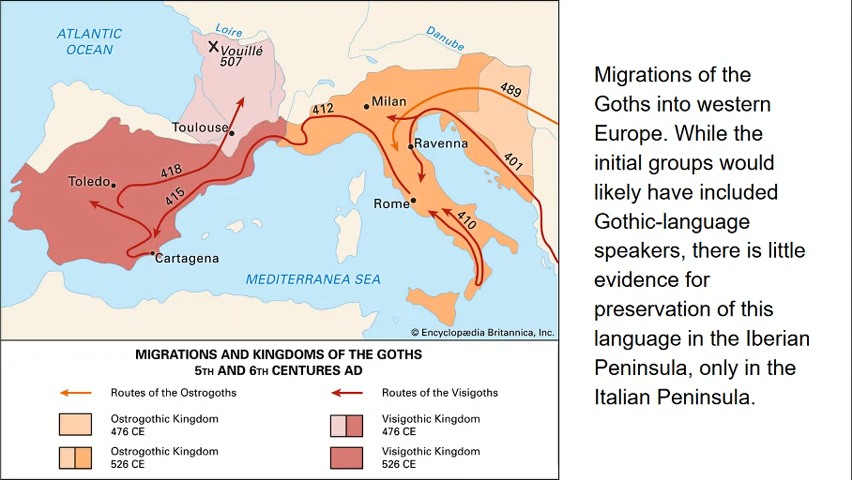 ATLANTIC
OCEAN
Loire
Vouillé
507
Danube
489
412
Milan
Toulouse
Ravenna
401
418
Toledo
415
Rome
410
Cartagena
MEDITERRANEAN SEA
© Encyclopædia Britannica, Inc.
MIGRATIONS AND KINGDOMS OF THE GOTHS
5TH AND 6TH CENTURES AD
Routes of the Ostrogoths
Routes of the Visigoths
Ostrogothic Kingdom
476 CE
Visigothic Kingdom
476 CE
Ostrogothic Kingdom
526 CE
Visigothic Kingdom
526 CE
Migrations of the
Goths into western
Europe. While the
initial groups would
likely have included
Gothic-language
speakers, there is little
evidence for
preservation of this
language in the Iberian
Peninsula, only in the
Italian Peninsula.